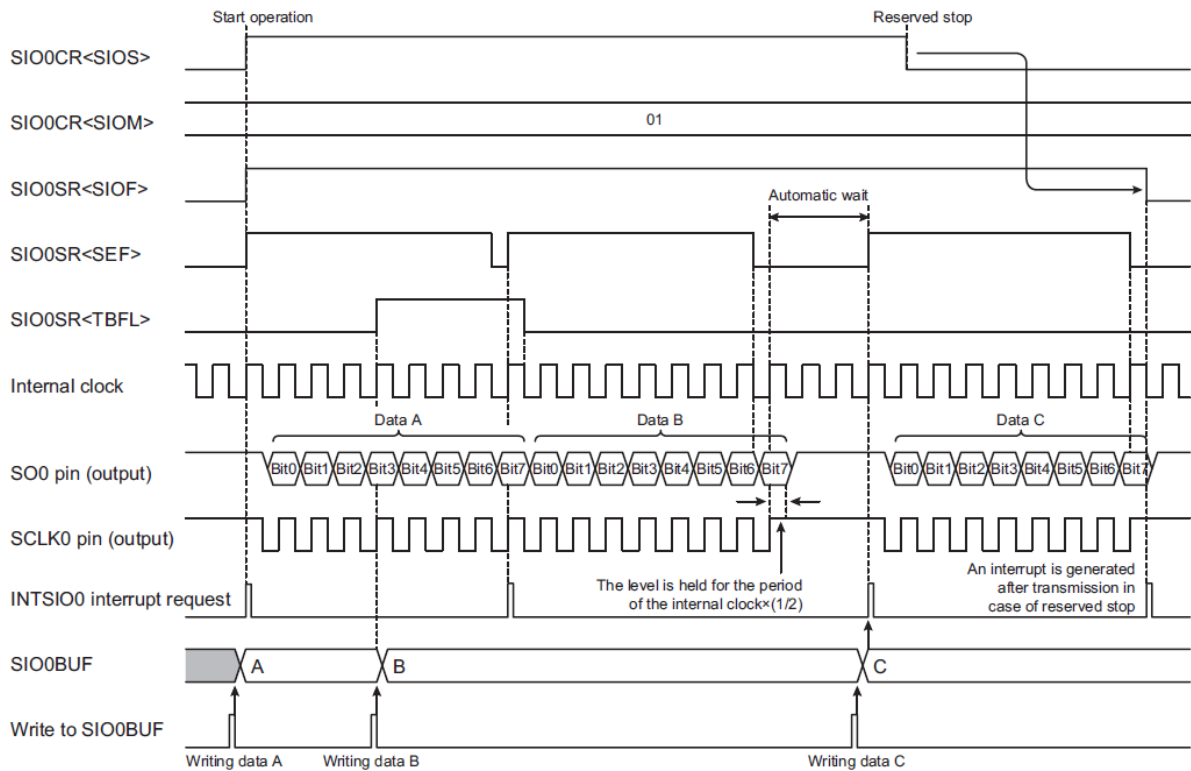 Start operation
Reserved stop
SIO0CR<SIOS>
SIO0CR<SIOM>
01
SIO0SR<SIOF>
Automatic wait
SIO0SR<SEF>
SIO0SR<TBFL>
Internal clock
Data A
Data B
Data C
SO0 pin (output)
Bit0 Bit1 Bit2 Bit3 Bit4 Bit5 Bit6 Bit7 Bit0 Bit1 Bit2 Bit3 Bit4 Bit5 Bit6 Bit7 Bit0 Bit1 Bit2 Bit3 Bit4 Bit5 Bit6 Bit7
SCLK0 pin (output)
The level is held for the period
of the internal clock×(1/2)
An interrupt is generated
after transmission in
case of reserved stop
INTSIO0 interrupt request
SIO0BUF
A
B
C
Write to SIO0BUF
Writing data A
Writing data B
Writing data C